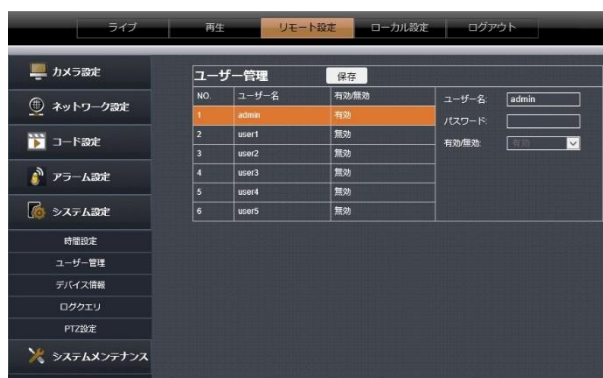 ライブ 再生 リモート設定 ローカル設定 ログアウト
カメラ設定
ネットワーク設定
コード設定
アラーム設定
システム設定
時間設定
ユーザー管理
デバイス情報
ログクエリ
PTZ設定
システムメンテナンス
ユーザー管理 保存
NO. ユーザー名 有効/無効
1 admin 有効
2 user1 無効
3 user2 無効
4 user3 無効
5 user4 無効
6 user5 無効
ユーザー名: admin
パスワード:
有効/無効: 有効